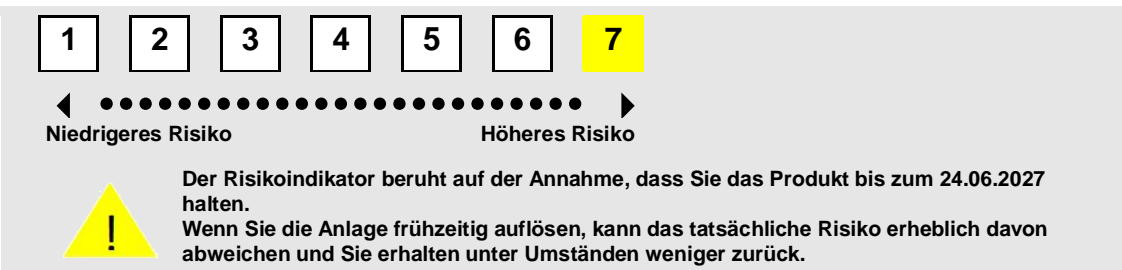 1 2 3 4 5 6 7
Niedrigeres Risiko Höheres Risiko
Der Risikoindikator beruht auf der Annahme, dass Sie das Produkt bis zum 24.06.2027
halten.
Wenn Sie die Anlage frühzeitig auflösen, kann das tatsächliche Risiko erheblich davon
abweichen und Sie erhalten unter Umständen weniger zurück.
!